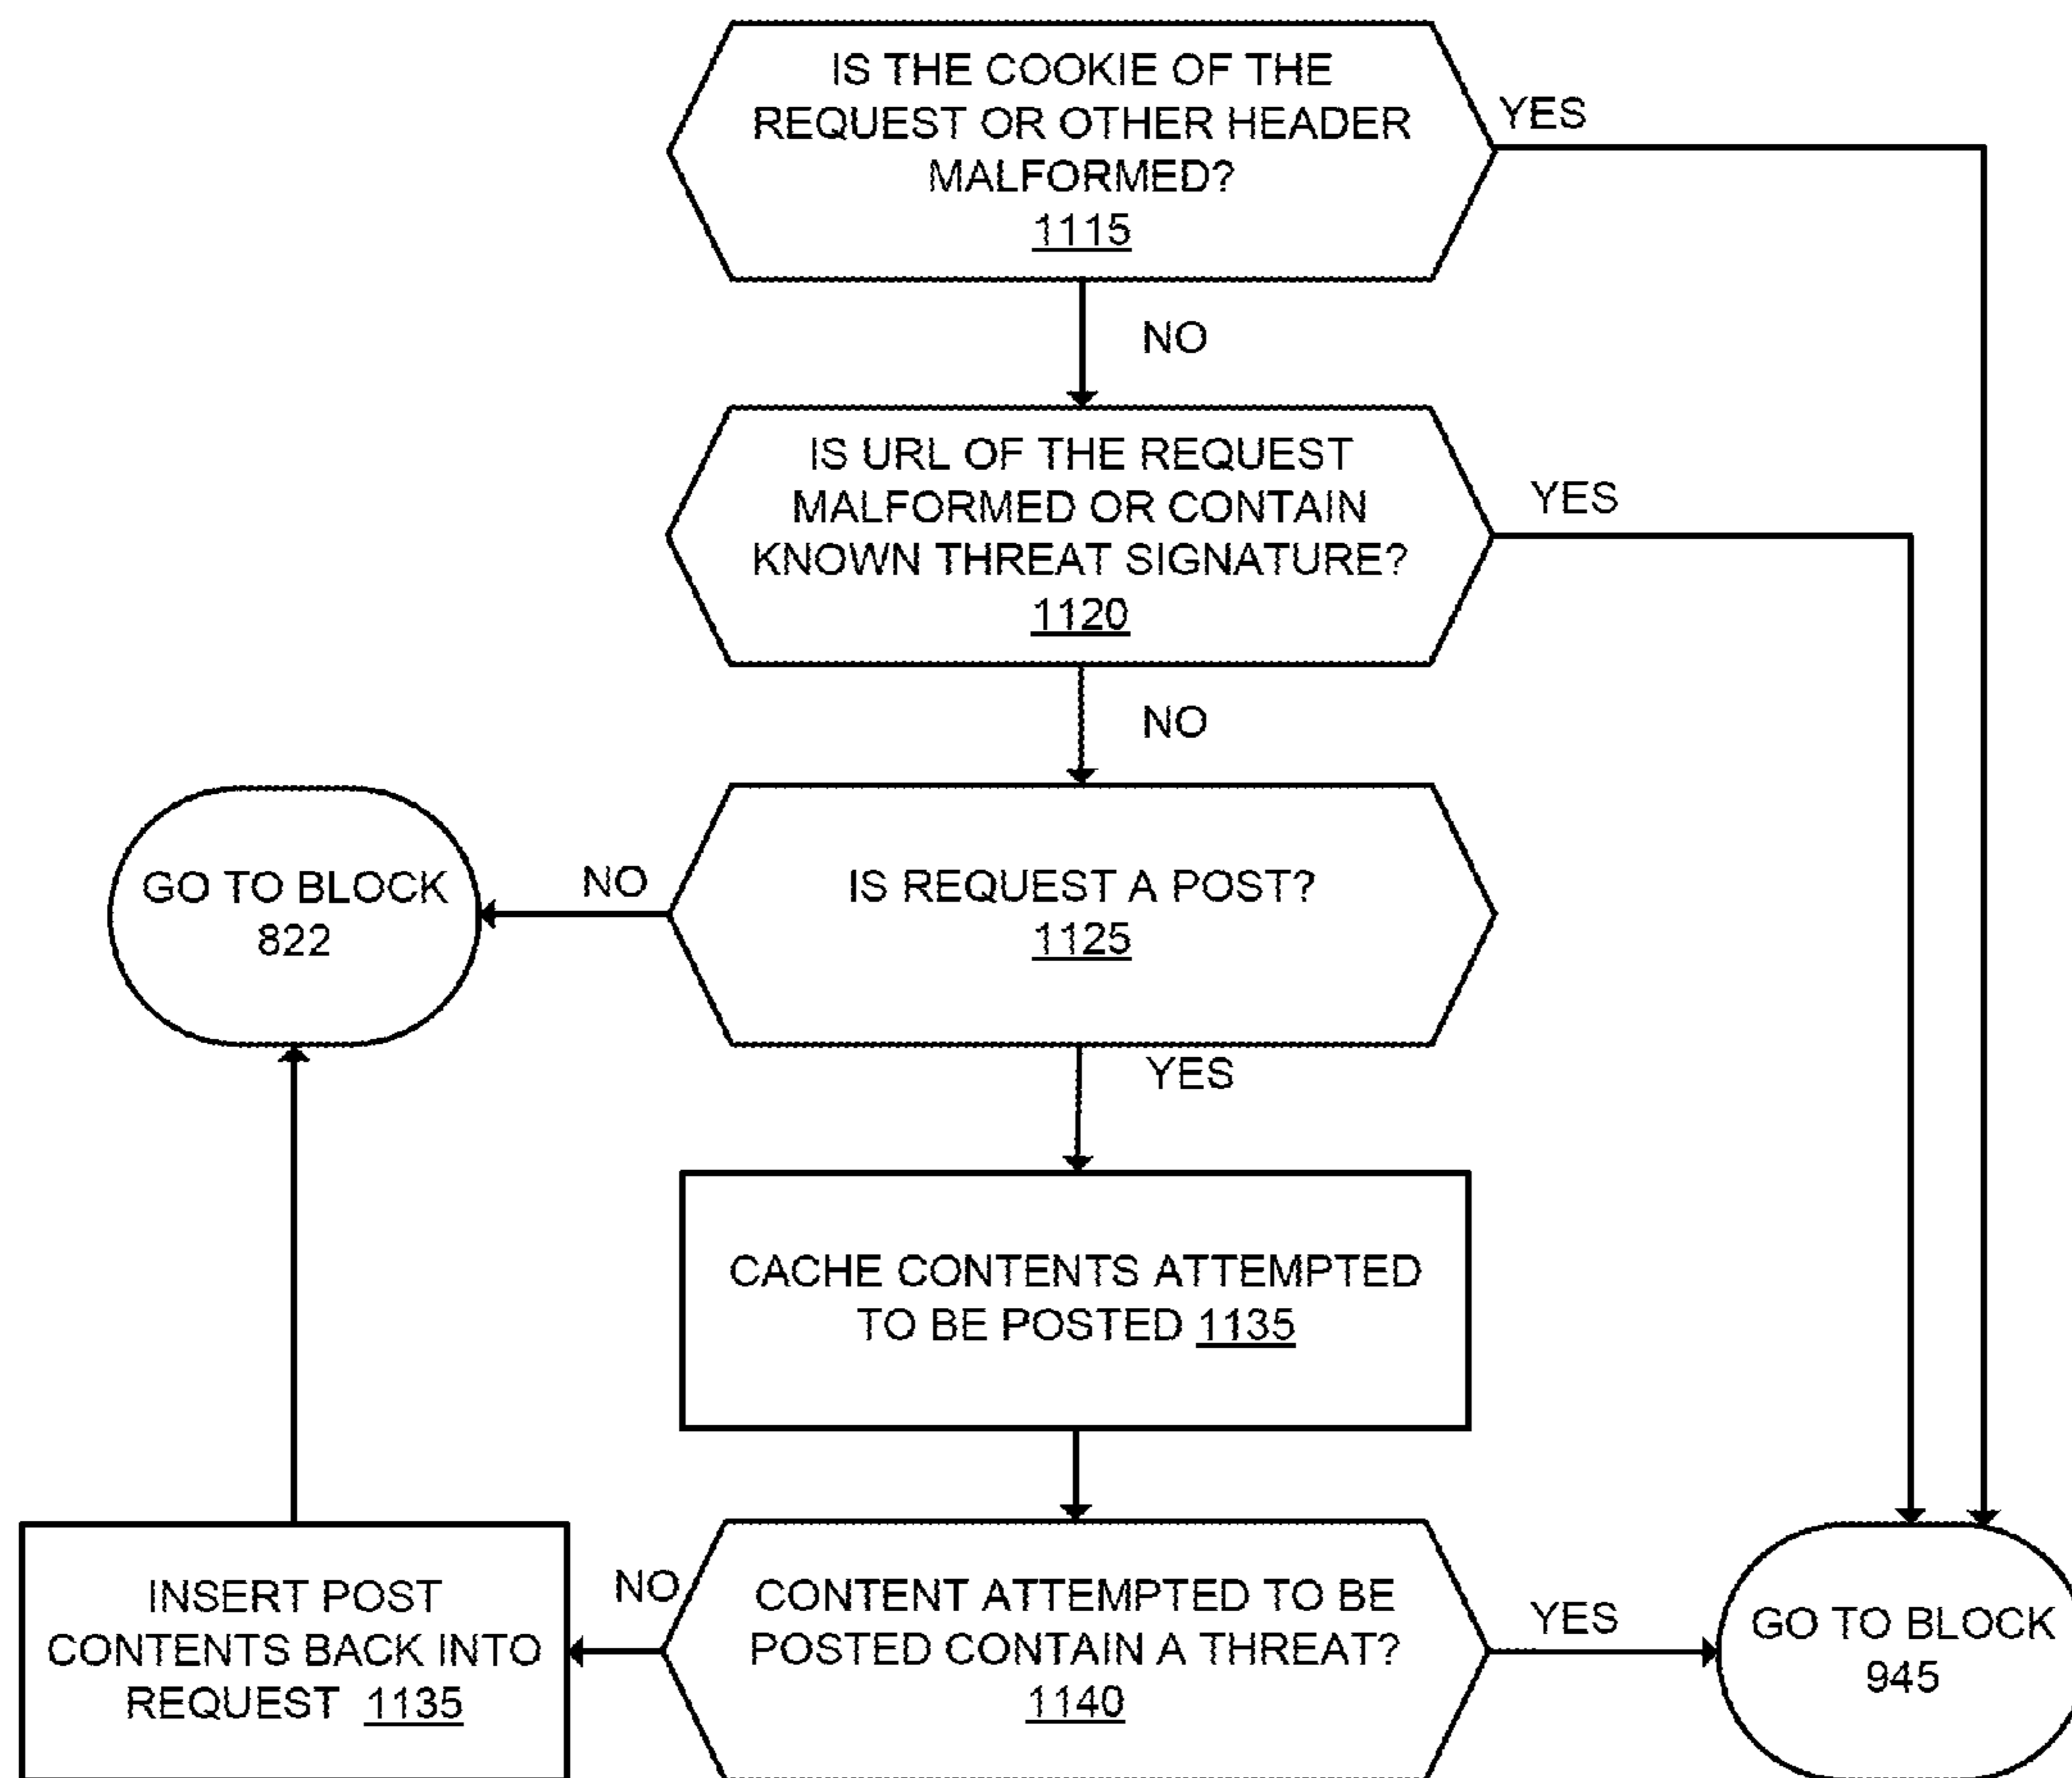 IS THE COOKIE OF THE
REQUEST OR OTHER HEADER
MALFORMED?
1115
YES
NO
IS URL OF THE REQUEST
MALFORMED OR CONTAIN
KNOWN THREAT SIGNATURE?
1120
YES
NO
GO TO BLOCK
822
NO
IS REQUEST A POST?
1125
YES
CACHE CONTENTS ATTEMPTED
TO BE POSTED 1135
INSERT POST
CONTENTS BACK INTO
REQUEST 1135
NO
CONTENT ATTEMPTED TO BE
POSTED CONTAIN A THREAT?
1140
YES
GO TO BLOCK
945